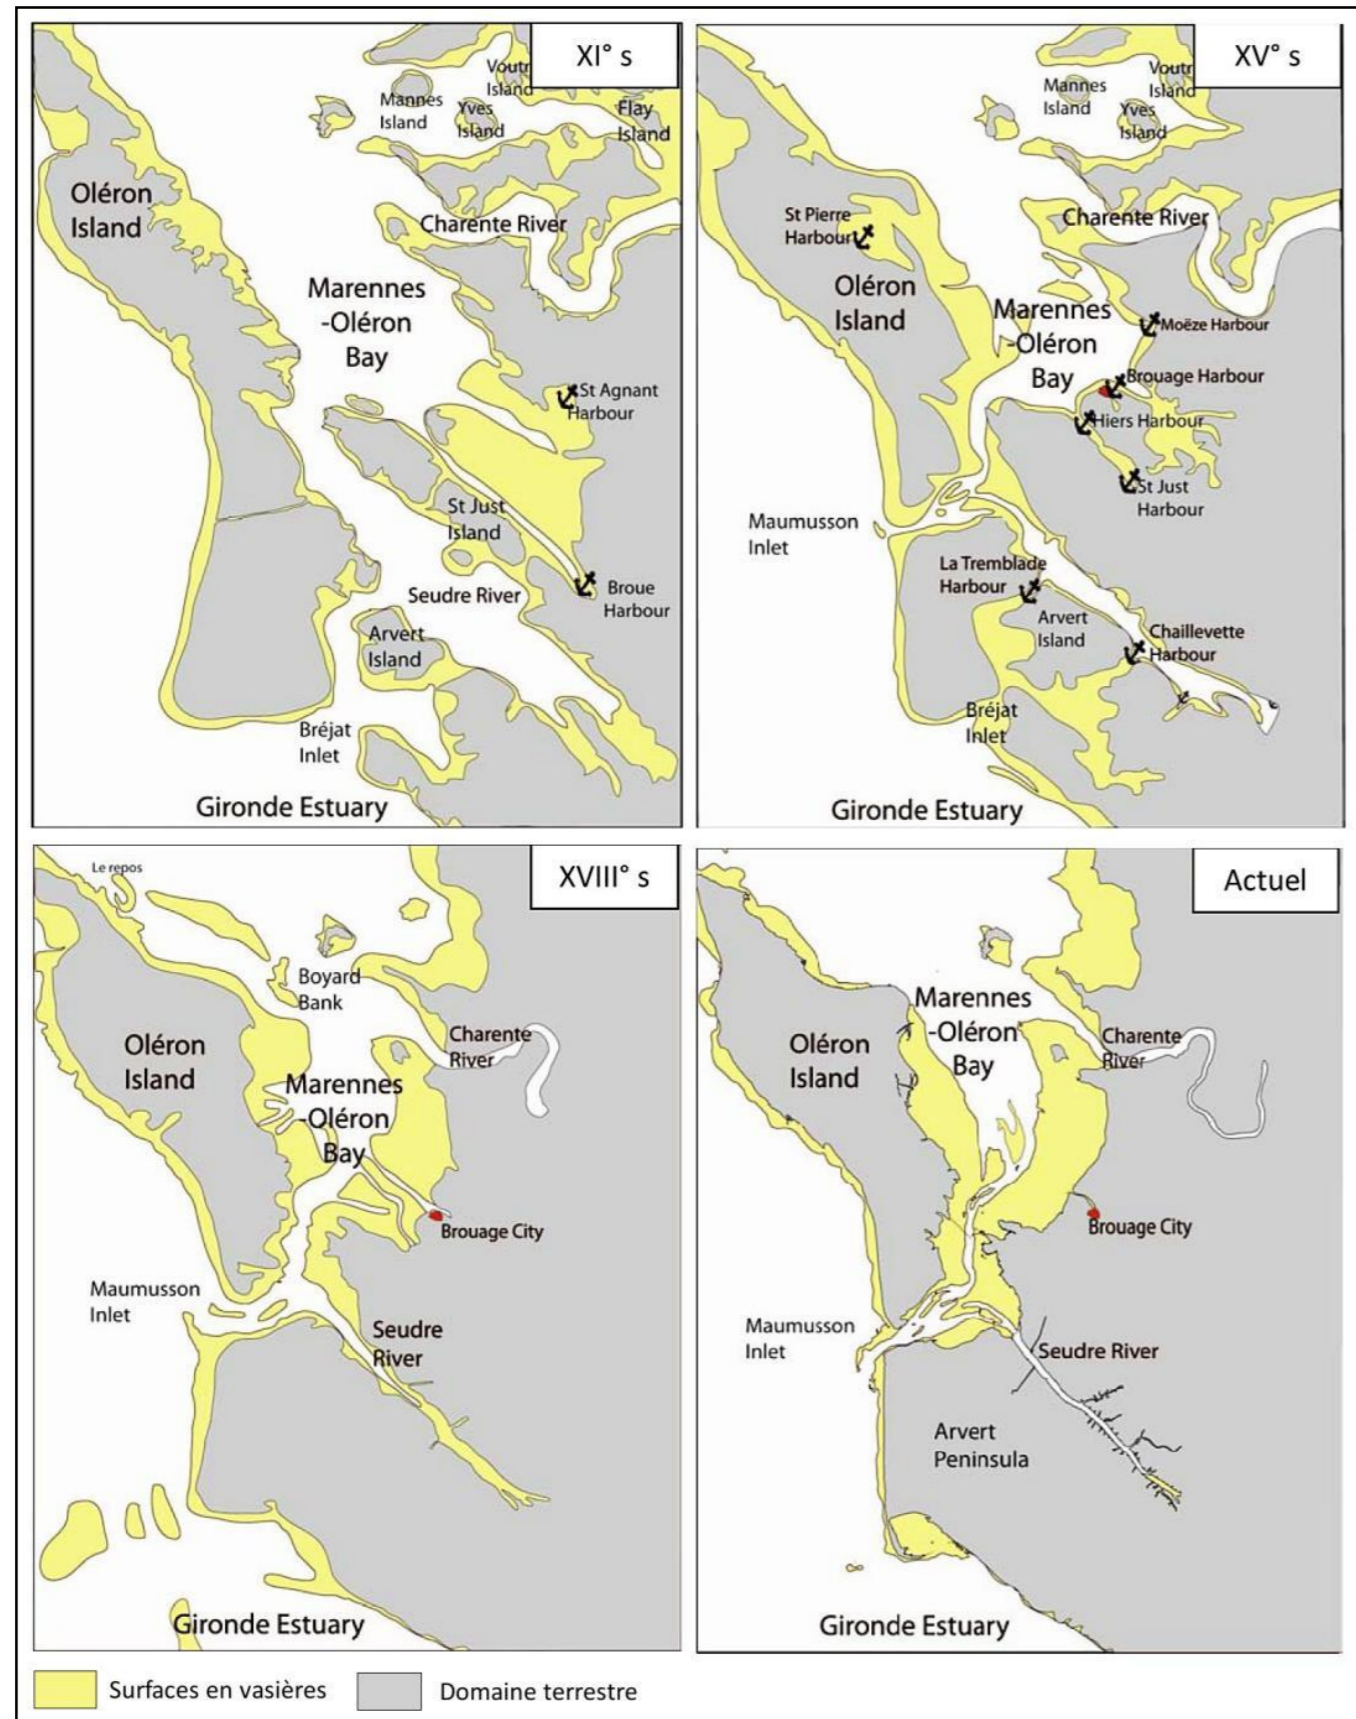 XI° s
Voutr
Island
Mannes
Island
Yves
Island
Flay
Island
Oléron
Island
Charente River
Marennes
-Oléron
Bay
St Agnant
Harbour
St Just
Island
Broue
Harbour
Seudre River
Arvert
Island
Bréjat
Inlet
Gironde Estuary
XV° s
Voutr
Island
Mannes
Island
Yves
Island
St Pierre
Harbour
Charente River
Oléron
Island
Marennes
-Oléron
Bay
Moëze Harbour
Brouage Harbour
Hiers Harbour
St Just
Harbour
Maumusson
Inlet
La Tremblade
Harbour
Arvert
Island
Chaillevette
Harbour
Bréjat
Inlet
Gironde Estuary
XVIII° s
Le repos
Boyard
Bank
Charente
River
Oléron
Island
Marennes
-Oléron
Bay
Brouage City
Maumusson
Inlet
Seudre
River
Gironde Estuary
Actuel
Marennes
-Oléron
Bay
Charente
River
Oléron
Island
Brouage City
Maumusson
Inlet
Seudre River
Arvert
Peninsula
Gironde Estuary
Surfaces en vasières
Domaine terrestre